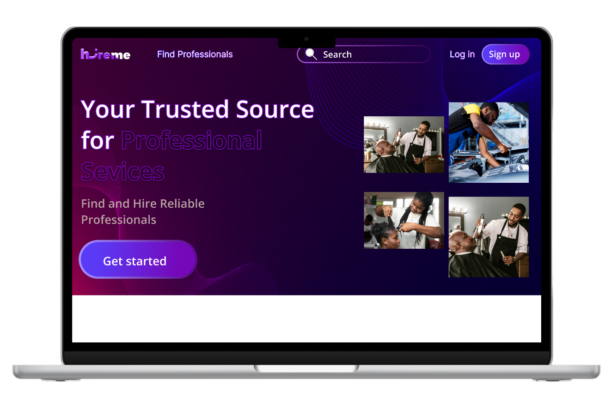 hireme
Find Professionals
Search
Log in
Sign up
Your Trusted Source
for Professional
Sevices
Find and Hire Reliable
Professionals
Get started